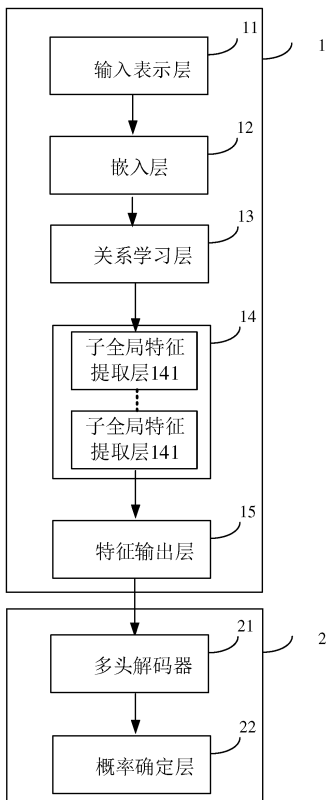 11
1
输入表示层
12
嵌入层
13
关系学习层
14
子全局特征
提取层141
子全局特征
提取层141
15
特征输出层
21
2
多头解码器
22
概率确定层